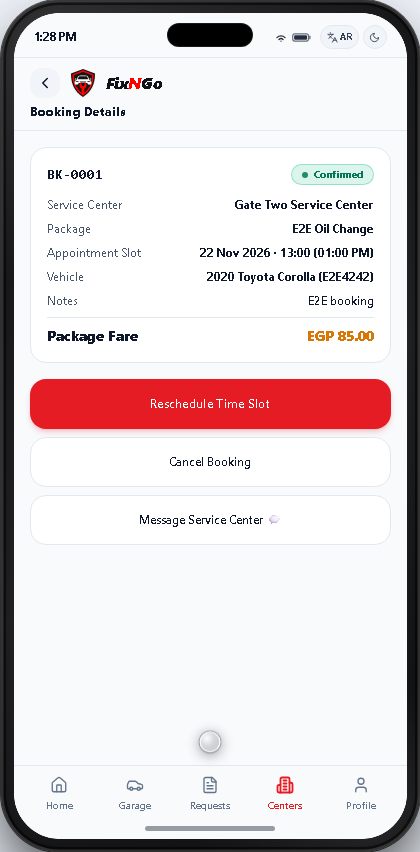 1:28 PM
AR
FixNGo
Booking Details
BK-0001
Confirmed
Service Center Gate Two Service Center
Package E2E Oil Change
Appointment Slot 22 Nov 2026 · 13:00 (01:00 PM)
Vehicle 2020 Toyota Corolla (E2E4242)
Notes E2E booking
Package Fare EGP 85.00
Reschedule Time Slot
Cancel Booking
Message Service Center 💬
Home Garage Requests Centers Profile